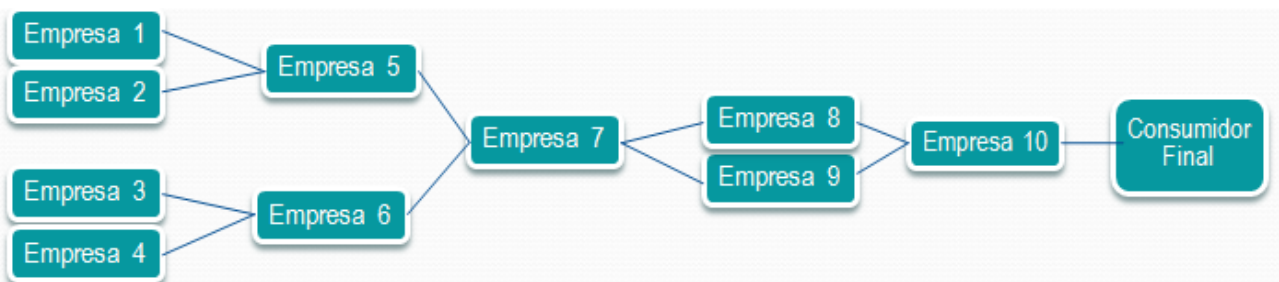 Empresa 1
Empresa 2
Empresa 3
Empresa 4
Empresa 5
Empresa 6
Empresa 7
Empresa 8
Empresa 9
Empresa 10
Consumidor
Final